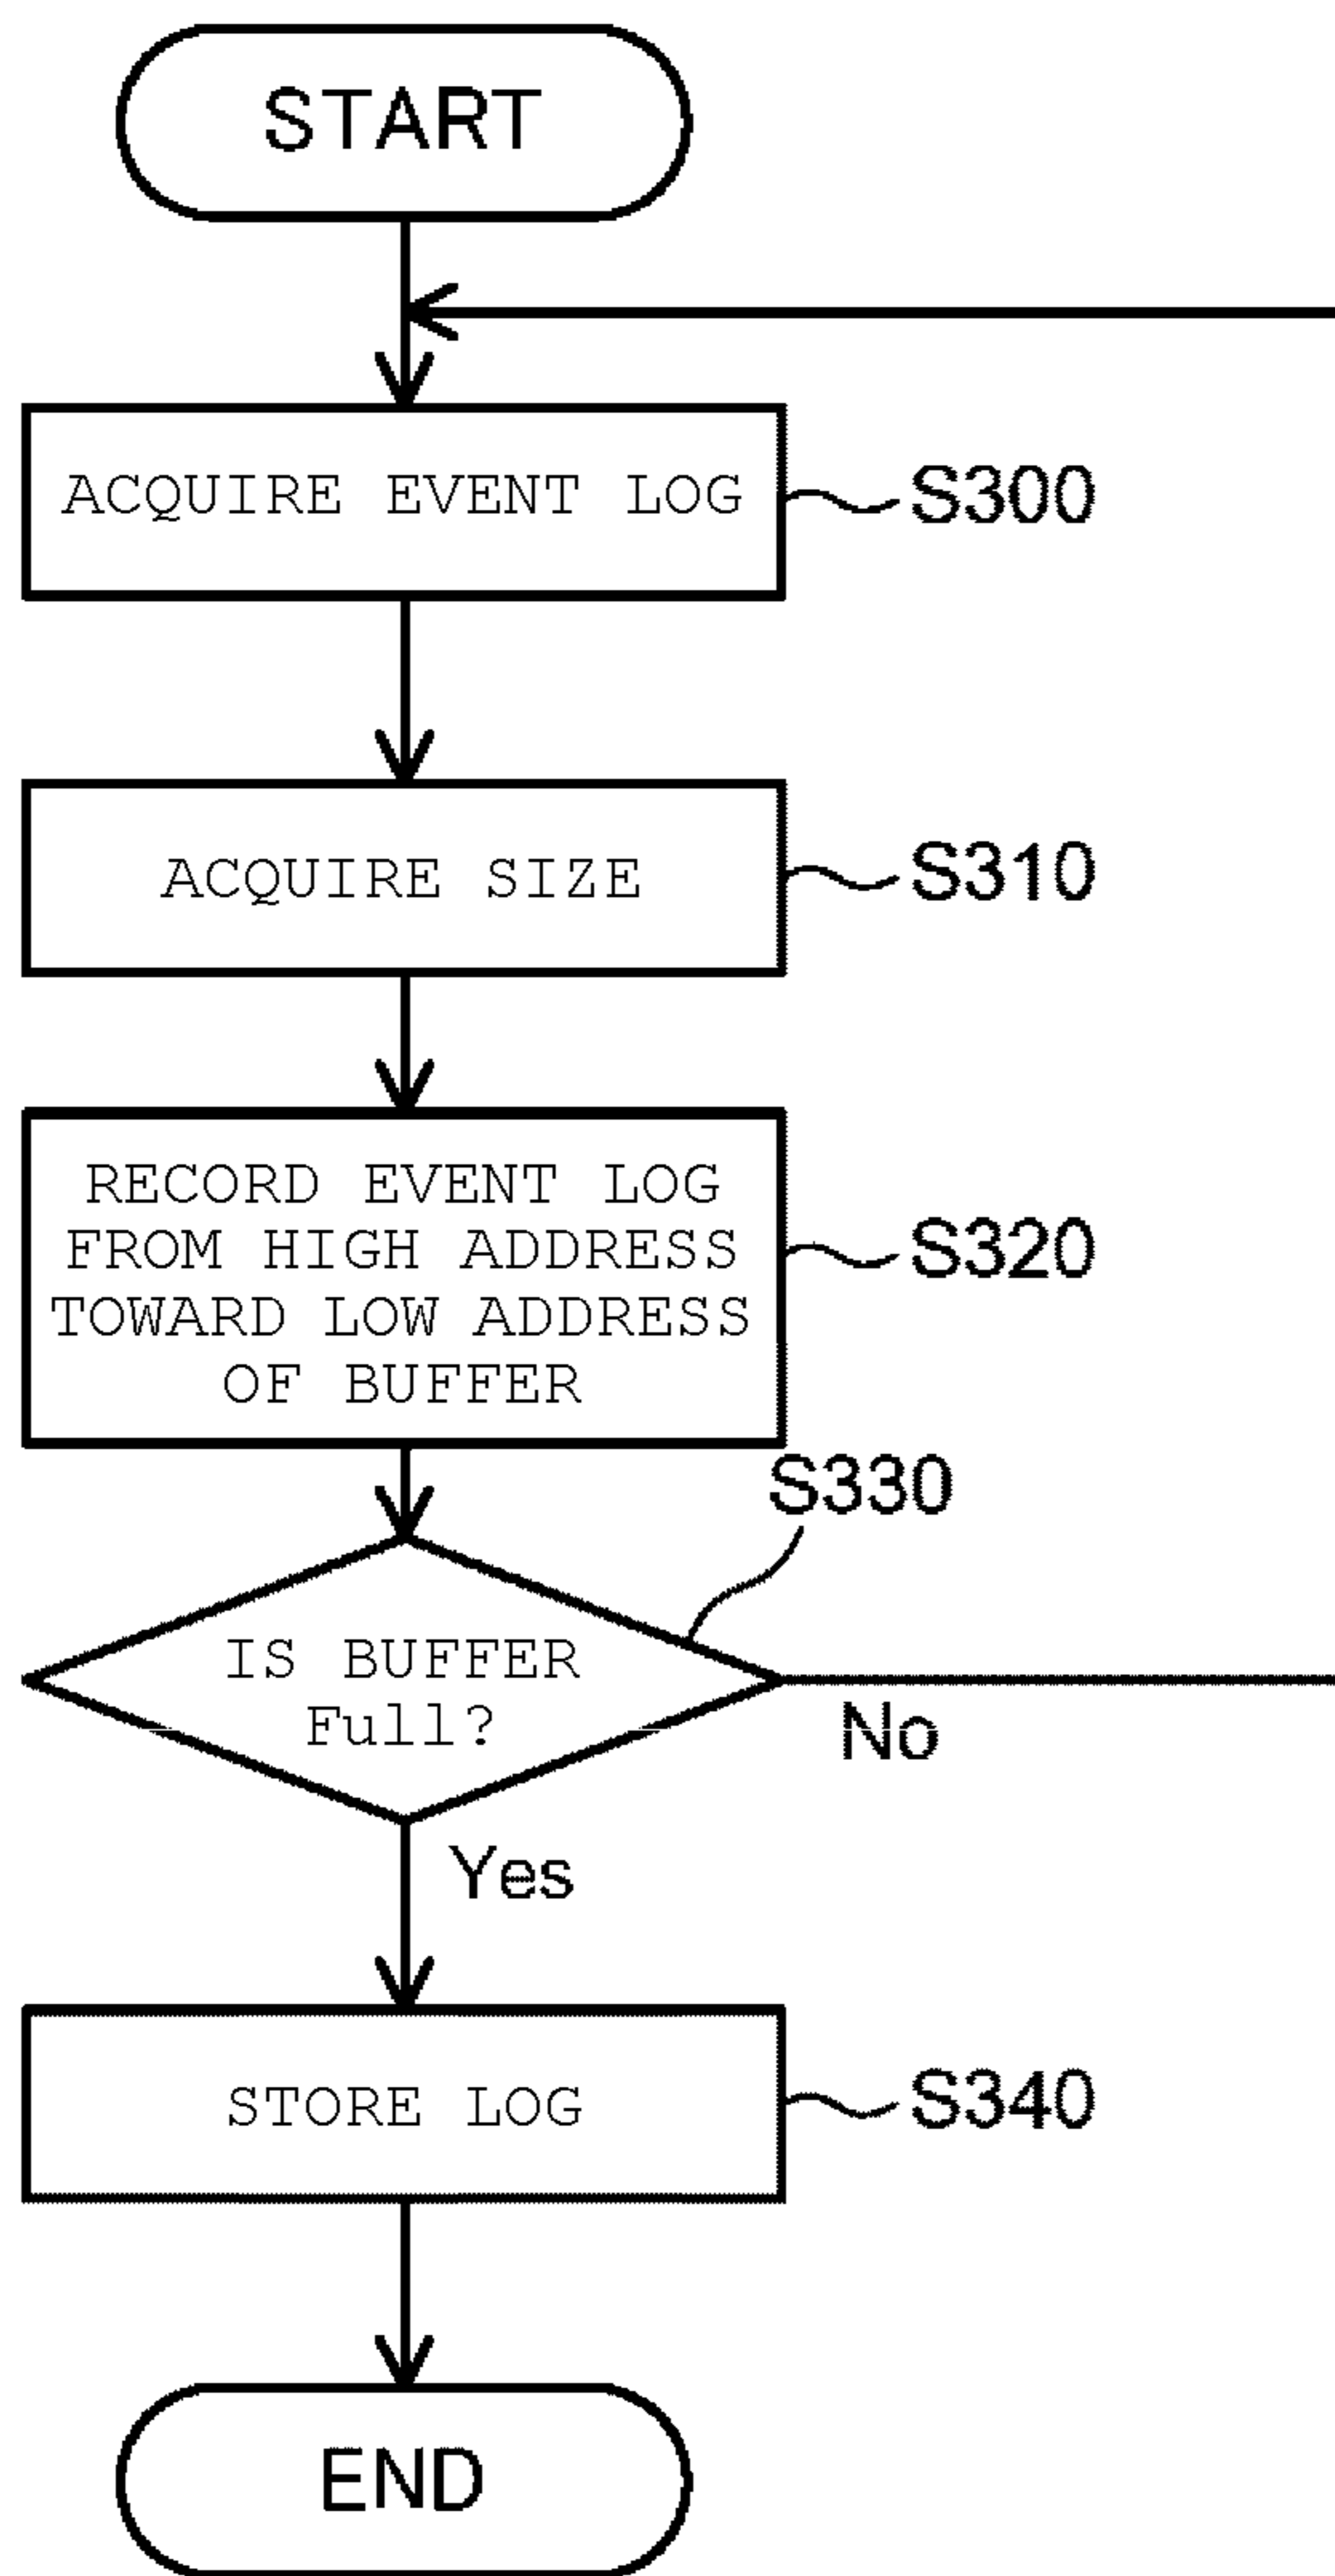 START
ACQUIRE EVENT LOG
S300
ACQUIRE SIZE
S310
RECORD EVENT LOG
FROM HIGH ADDRESS
TOWARD LOW ADDRESS
OF BUFFER
S320
S330
IS BUFFER
Full?
No
Yes
STORE LOG
S340
END